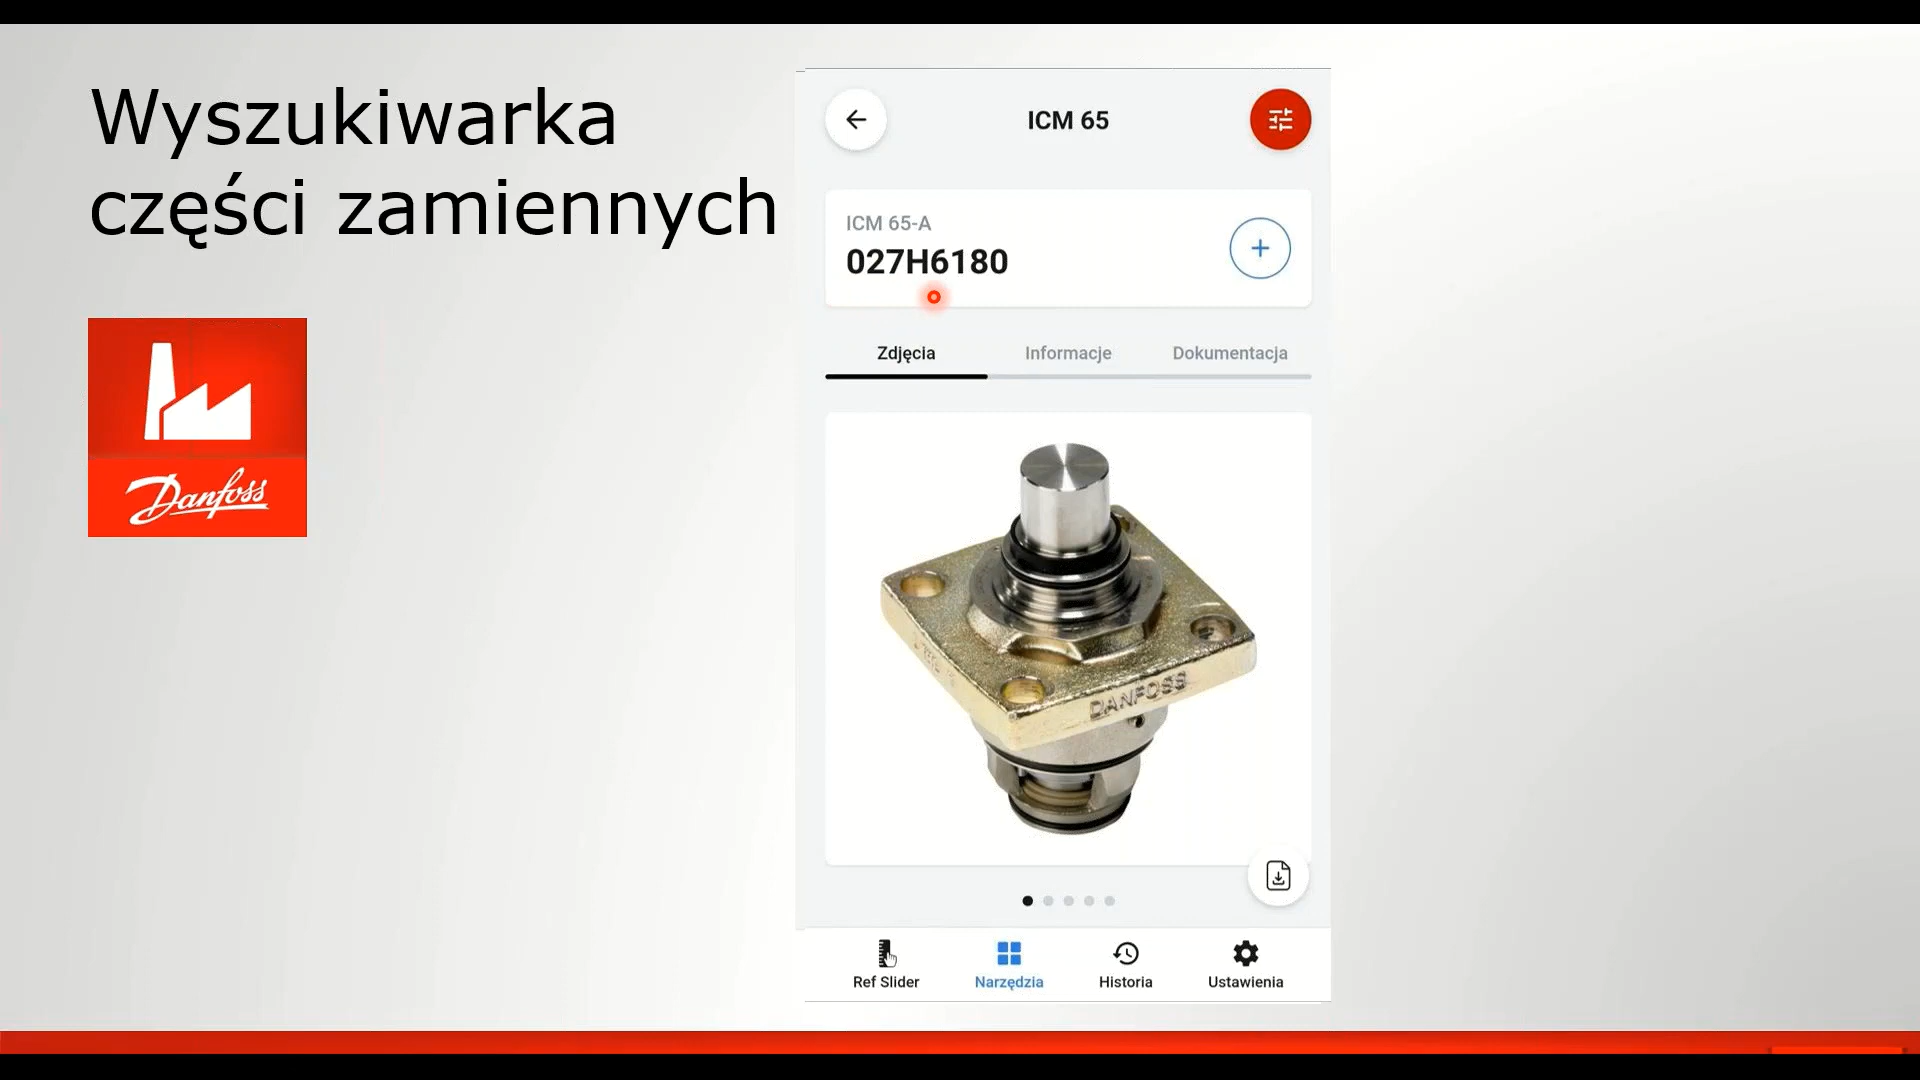 Wyszukiwarka
części zamiennych
Danfoss
ICM 65
ICM 65-A
027H6180
Zdjęcia
Informacje
Dokumentacja
DANFOSS
Ref Slider
Narzędzia
Historia
Ustawienia